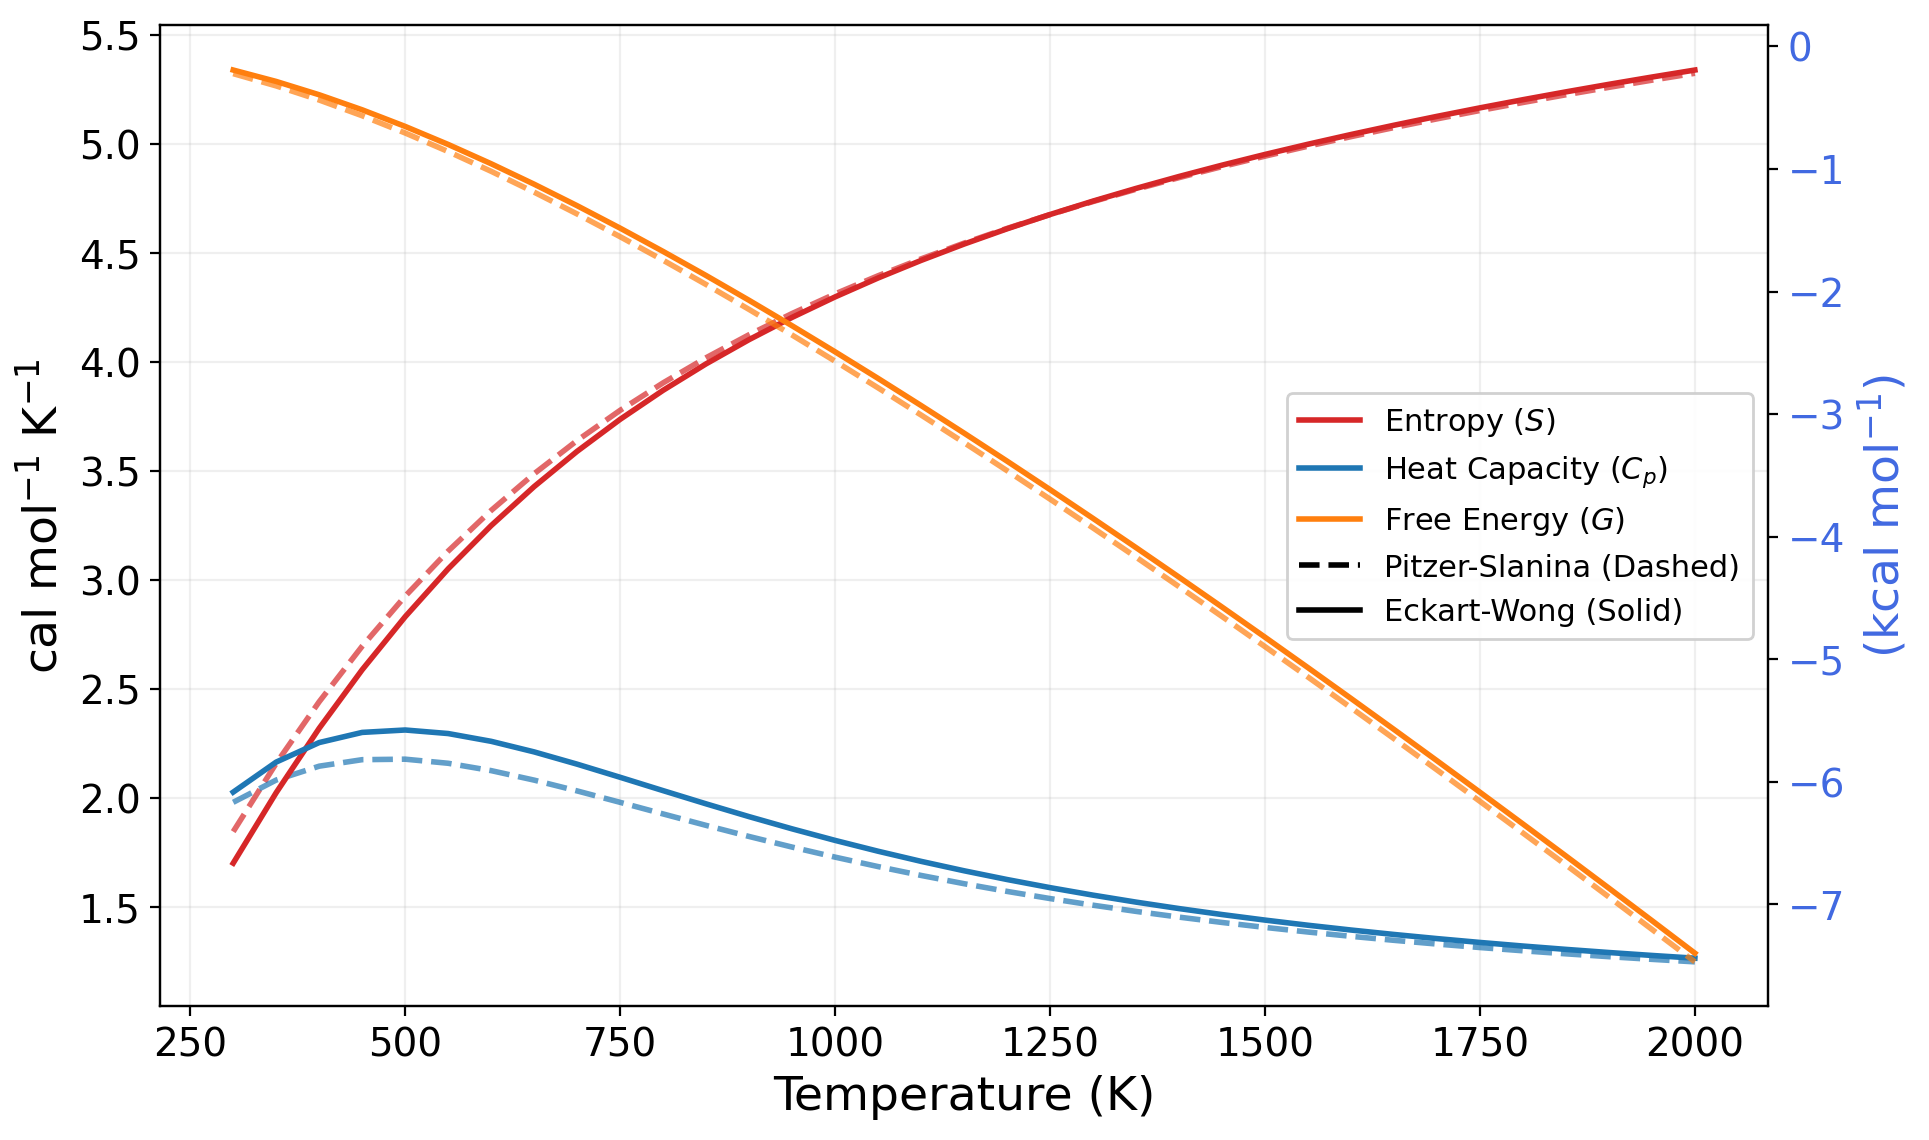 5.5
5.0
4.5
4.0
3.5
3.0
2.5
2.0
1.5
cal mol⁻¹ K⁻¹
0
−1
−2
−3
−4
−5
−6
−7
(kcal mol⁻¹)
Entropy (S)
Heat Capacity (Cₚ)
Free Energy (G)
Pitzer-Slanina (Dashed)
Eckart-Wong (Solid)
250 500 750 1000 1250 1500 1750 2000
Temperature (K)